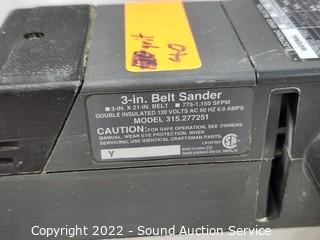 40
3-in. Belt Sander
■ 3-IN. X 21-IN. BELT ■ 775-1,150 SFPM
DOUBLE INSULATED 120 VOLTS AC 60 HZ 6.0 AMPS
MODEL 315.277251
CAUTION: FOR SAFE OPERATION, SEE OWNERS
MANUAL. WEAR EYE PROTECTION. WHEN
SERVICING, USE IDENTICAL CRAFTSMAN PARTS.
Y
Copyright 2022 - Sound Auction Service